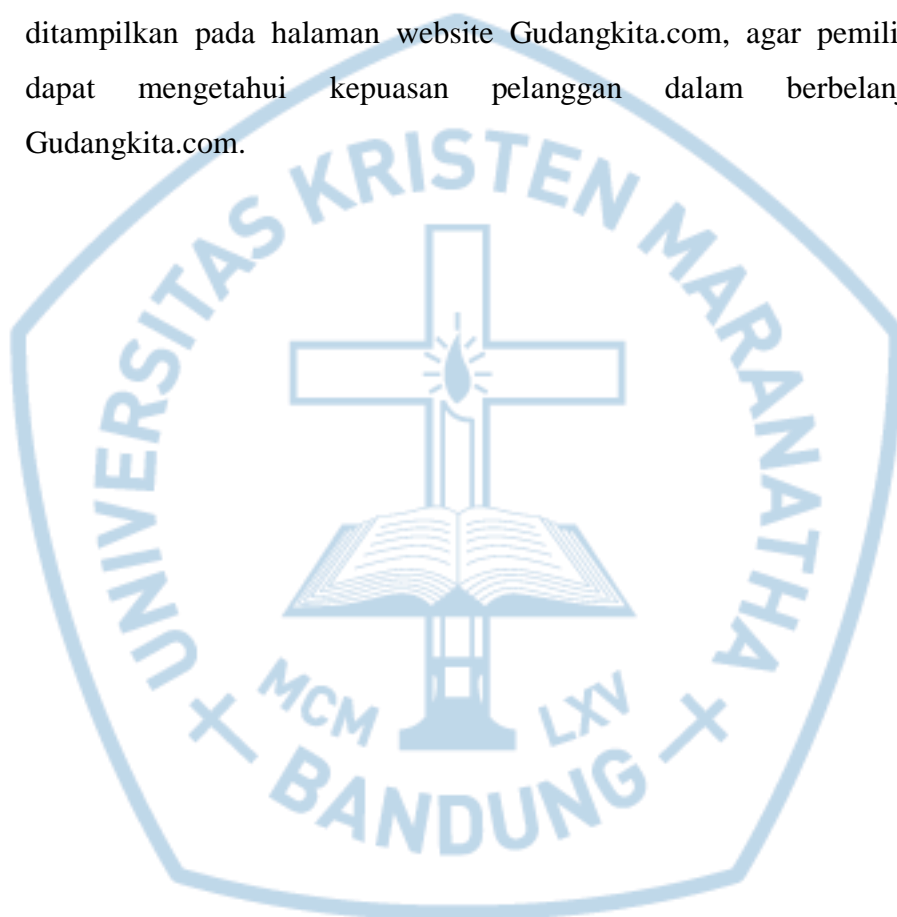 ditampilkan pada halaman website Gudangkita.com, agar pemili
dapat mengetahui kepuasan pelanggan dalam berbelanj
Gudangkita.com.
UNIVERSITAS KRISTEN MARANATHA
MCM LXV
BANDUNG